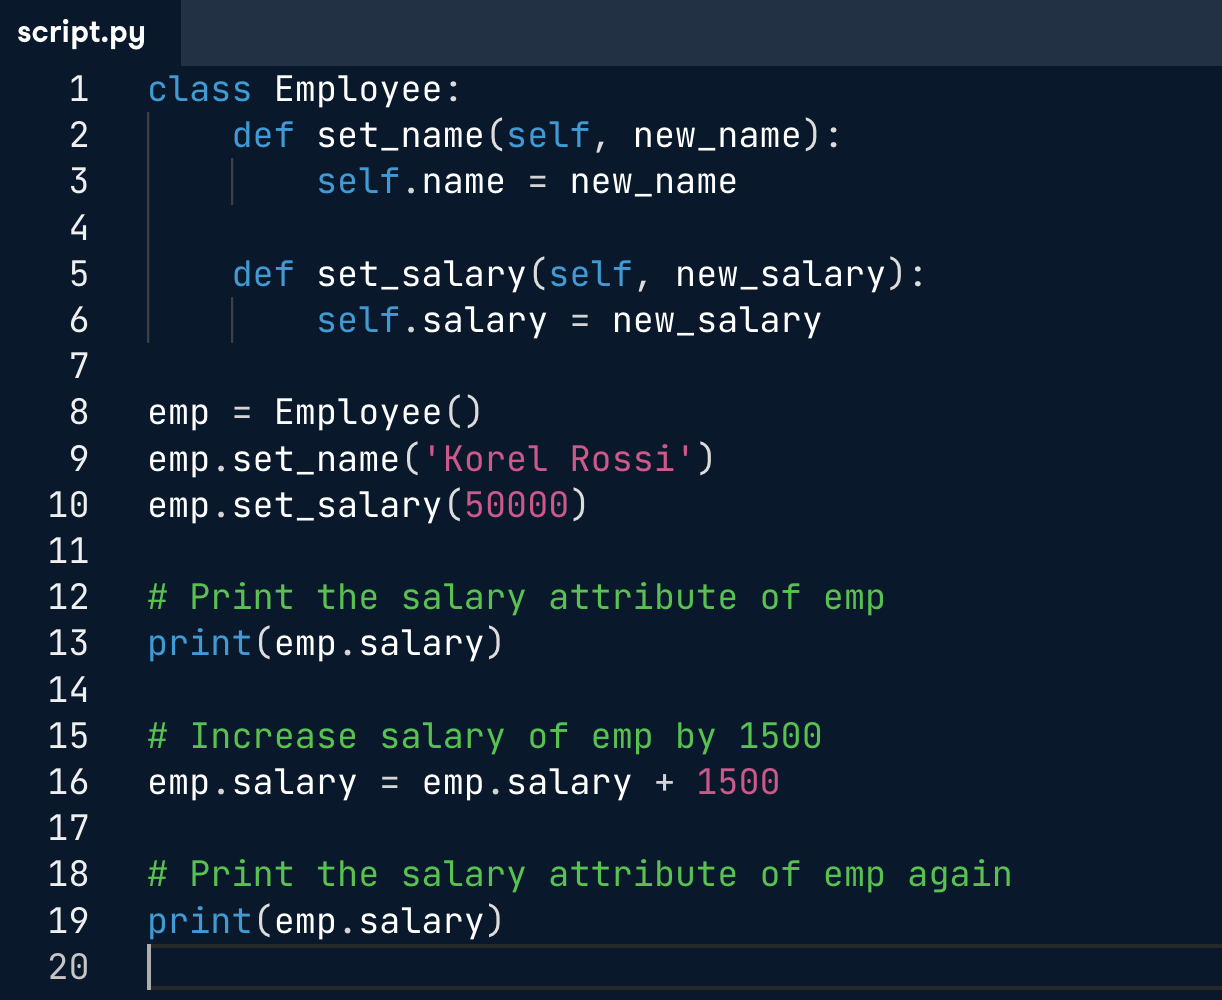 script.py
1 class Employee:
2     def set_name(self, new_name):
3         self.name = new_name
4
5     def set_salary(self, new_salary):
6         self.salary = new_salary
7
8 emp = Employee()
9 emp.set_name('Korel Rossi')
10 emp.set_salary(50000)
11
12 # Print the salary attribute of emp
13 print(emp.salary)
14
15 # Increase salary of emp by 1500
16 emp.salary = emp.salary + 1500
17
18 # Print the salary attribute of emp again
19 print(emp.salary)
20